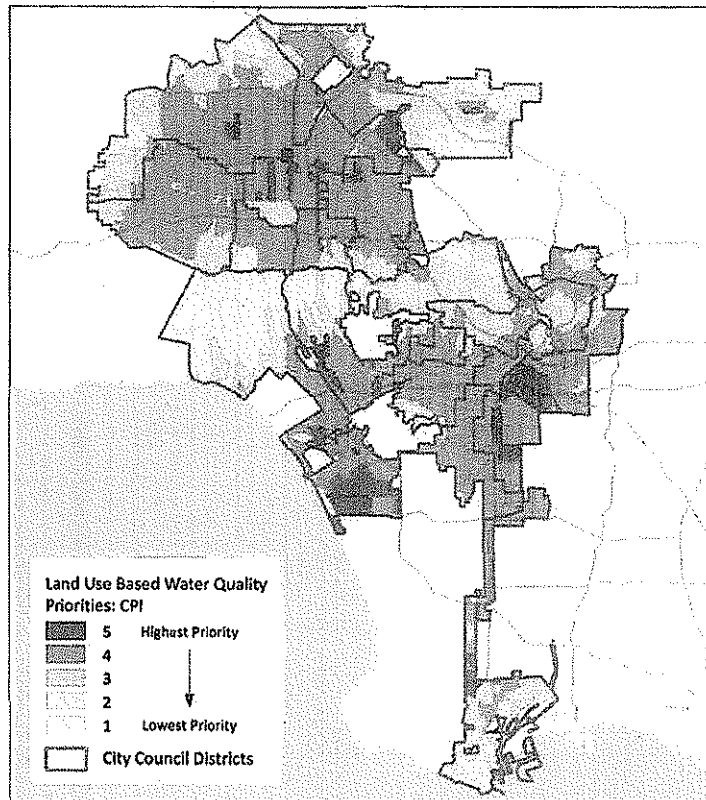 Land Use Based Water Quality
Priorities: CPI
5 Highest Priority
4
3
2
1 Lowest Priority
City Council Districts